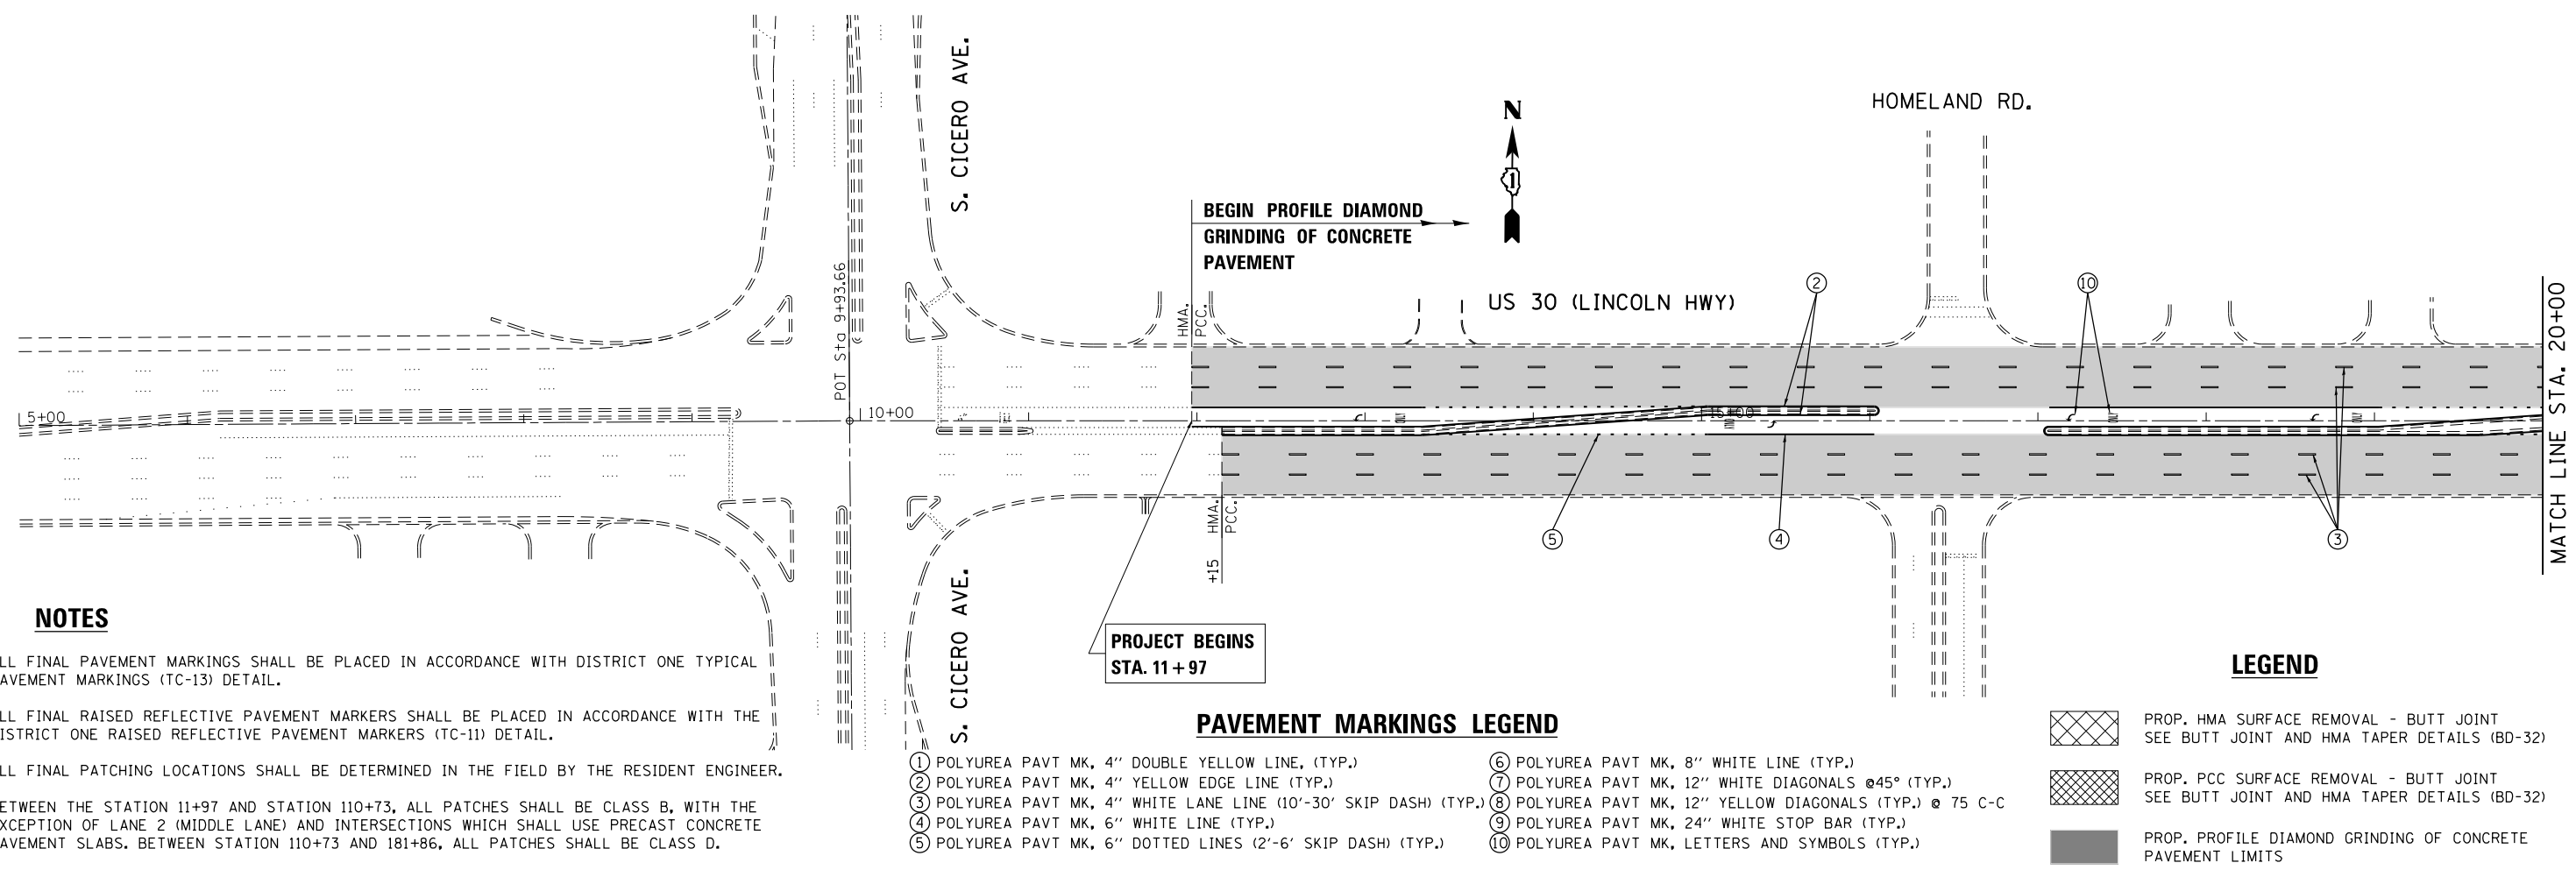 S. CICERO AVE.
N
1
HOMELAND RD.
BEGIN PROFILE DIAMOND
GRINDING OF CONCRETE
PAVEMENT
POT Sta 9+93.66
US 30 (LINCOLN HWY)
2
10
HMA.
PCC.
MATCH LINE STA. 20+00
5+00
10+00
15+00
HMA.
PCC.
+15
5
4
3
S. CICERO AVE.
PROJECT BEGINS
STA. 11+97
NOTES
LL FINAL PAVEMENT MARKINGS SHALL BE PLACED IN ACCORDANCE WITH DISTRICT ONE TYPICAL
AVEMENT MARKINGS (TC-13) DETAIL.
LL FINAL RAISED REFLECTIVE PAVEMENT MARKERS SHALL BE PLACED IN ACCORDANCE WITH THE
ISTRICT ONE RAISED REFLECTIVE PAVEMENT MARKERS (TC-11) DETAIL.
LL FINAL PATCHING LOCATIONS SHALL BE DETERMINED IN THE FIELD BY THE RESIDENT ENGINEER.
ETWEEN THE STATION 11+97 AND STATION 110+73, ALL PATCHES SHALL BE CLASS B, WITH THE
XCEPTION OF LANE 2 (MIDDLE LANE) AND INTERSECTIONS WHICH SHALL USE PRECAST CONCRETE
AVEMENT SLABS. BETWEEN STATION 110+73 AND 181+86, ALL PATCHES SHALL BE CLASS D.
PAVEMENT MARKINGS LEGEND
1 POLYUREA PAVT MK, 4'' DOUBLE YELLOW LINE, (TYP.)
2 POLYUREA PAVT MK, 4'' YELLOW EDGE LINE (TYP.)
3 POLYUREA PAVT MK, 4'' WHITE LANE LINE (10'-30' SKIP DASH) (TYP.)
4 POLYUREA PAVT MK, 6'' WHITE LINE (TYP.)
5 POLYUREA PAVT MK, 6'' DOTTED LINES (2'-6' SKIP DASH) (TYP.)
6 POLYUREA PAVT MK, 8'' WHITE LINE (TYP.)
7 POLYUREA PAVT MK, 12'' WHITE DIAGONALS @45° (TYP.)
8 POLYUREA PAVT MK, 12'' YELLOW DIAGONALS (TYP.) @ 75 C-C
9 POLYUREA PAVT MK, 24'' WHITE STOP BAR (TYP.)
10 POLYUREA PAVT MK, LETTERS AND SYMBOLS (TYP.)
LEGEND
PROP. HMA SURFACE REMOVAL - BUTT JOINT
SEE BUTT JOINT AND HMA TAPER DETAILS (BD-32)
PROP. PCC SURFACE REMOVAL - BUTT JOINT
SEE BUTT JOINT AND HMA TAPER DETAILS (BD-32)
PROP. PROFILE DIAMOND GRINDING OF CONCRETE
PAVEMENT LIMITS